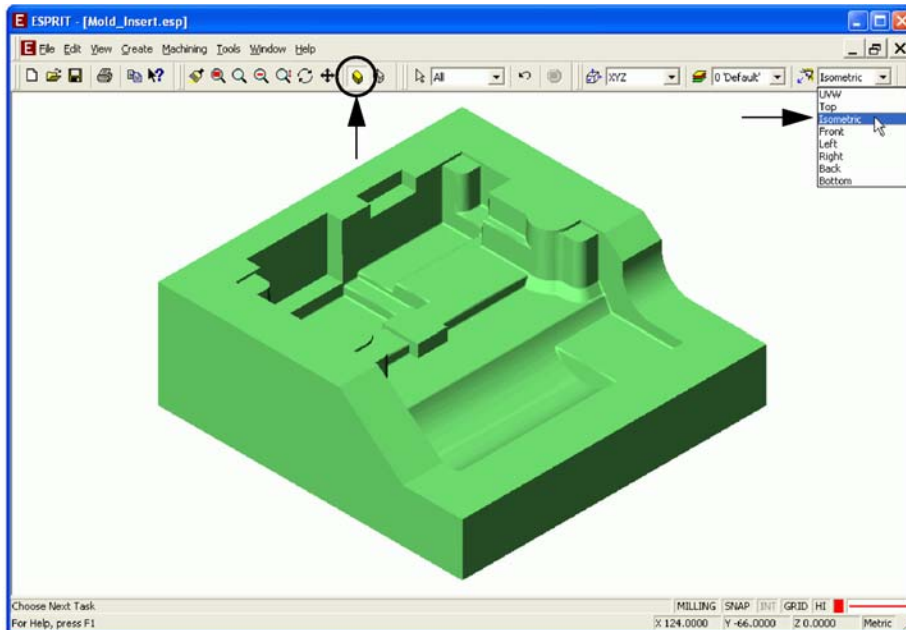 ESPRIT - [Mold_Insert.esp]
File Edit View Create Machining Tools Window Help
All XYZ 0 'Default' Isometric
UVW
Top
Isometric
Front
Left
Right
Back
Bottom
Choose Next Task MILLING SNAP INT GRID HI
For Help, press F1 X 124.0000 Y -66.0000 Z 0.0000 Metric